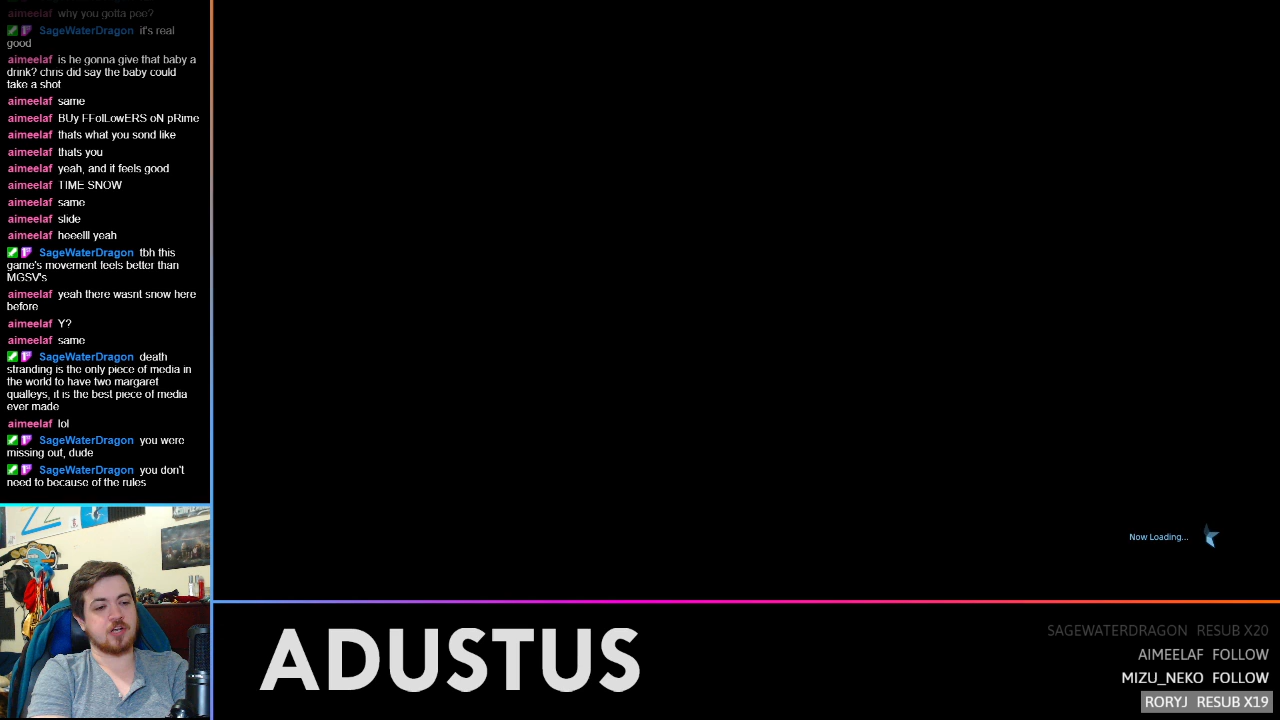 aimeelaf why you gotta pee?
SageWaterDragon it's real
good
aimeelaf is he gonna give that baby a
drink? chris did say the baby could
take a shot
aimeelaf same
aimeelaf BUy FFolLowERS oN pRime
aimeelaf thats what you sond like
aimeelaf thats you
aimeelaf yeah, and it feels good
aimeelaf TIME SNOW
aimeelaf same
aimeelaf slide
aimeelaf heeelll yeah
SageWaterDragon tbh this
game's movement feels better than
MGSV's
aimeelaf yeah there wasnt snow here
before
aimeelaf Y?
aimeelaf same
SageWaterDragon death
stranding is the only piece of media in
the world to have two margaret
qualleys, it is the best piece of media
ever made
aimeelaf lol
SageWaterDragon you were
missing out, dude
SageWaterDragon you don't
need to because of the rules
Now Loading...
ADUSTUS
SAGEWATERDRAGON RESUB X20
AIMEELAF FOLLOW
MIZU_NEKO FOLLOW
RORYJ RESUB X19